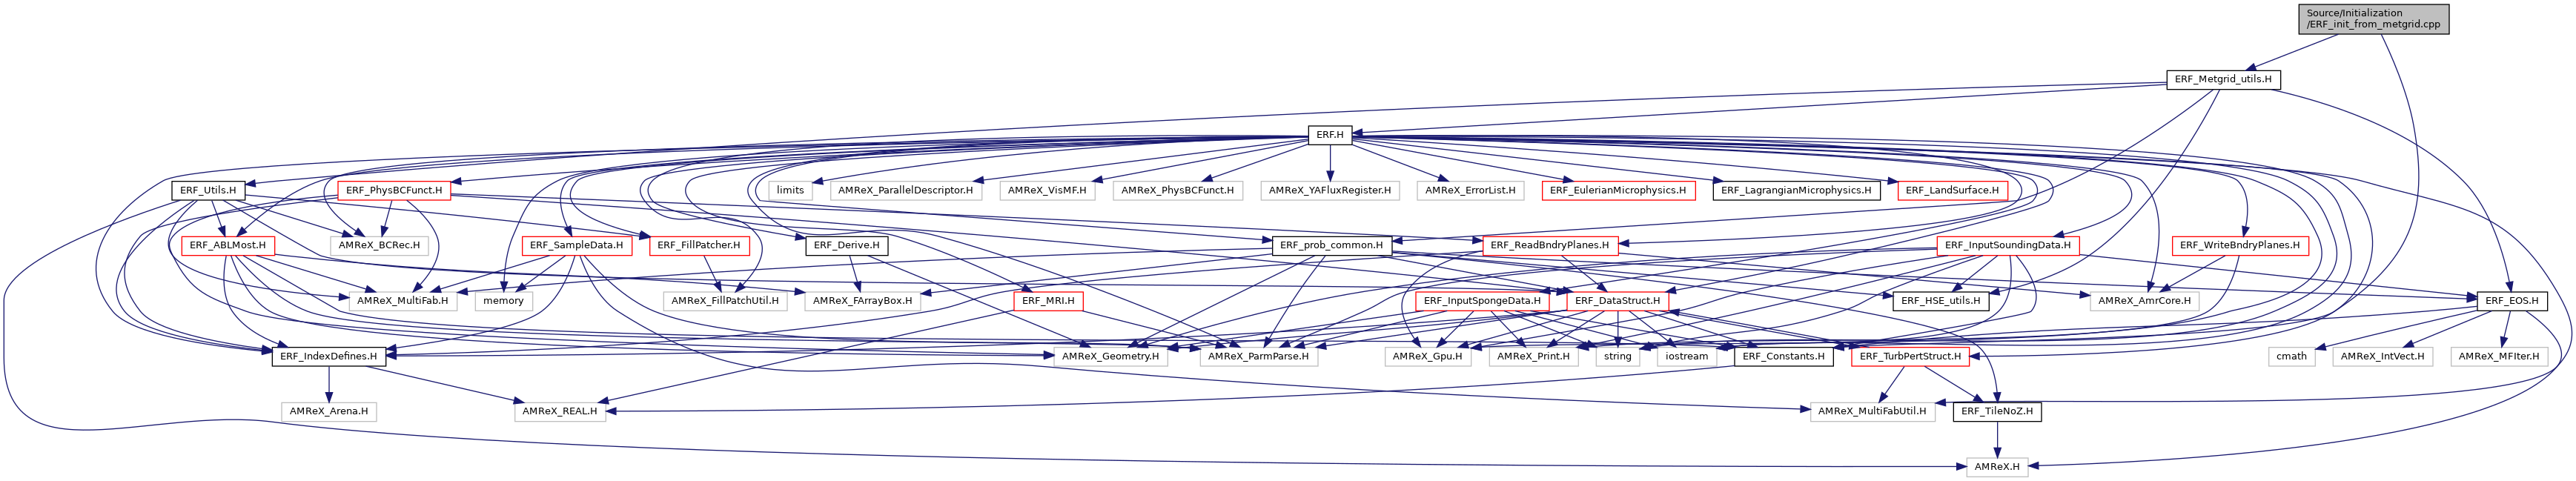 Source/Initialization
/ERF_init_from_metgrid.cpp
ERF_Metgrid_utils.H
ERF.H
ERF_Utils.H
ERF_PhysBCFunct.H
limits
AMReX_ParallelDescriptor.H
AMReX_VisMF.H
AMReX_PhysBCFunct.H
AMReX_YAFluxRegister.H
AMReX_ErrorList.H
ERF_EulerianMicrophysics.H
ERF_LagrangianMicrophysics.H
ERF_LandSurface.H
ERF_ABLMost.H
AMReX_BCRec.H
ERF_SampleData.H
ERF_FillPatcher.H
ERF_Derive.H
ERF_prob_common.H
ERF_ReadBndryPlanes.H
ERF_InputSoundingData.H
ERF_WriteBndryPlanes.H
AMReX_MultiFab.H
memory
AMReX_FillPatchUtil.H
AMReX_FArrayBox.H
ERF_MRI.H
ERF_InputSpongeData.H
ERF_DataStruct.H
ERF_HSE_utils.H
AMReX_AmrCore.H
ERF_EOS.H
ERF_IndexDefines.H
AMReX_Geometry.H
AMReX_ParmParse.H
AMReX_Gpu.H
AMReX_Print.H
string
iostream
ERF_Constants.H
ERF_TurbPertStruct.H
cmath
AMReX_IntVect.H
AMReX_MFIter.H
AMReX_Arena.H
AMReX_REAL.H
AMReX_MultiFabUtil.H
ERF_TileNoZ.H
AMReX.H